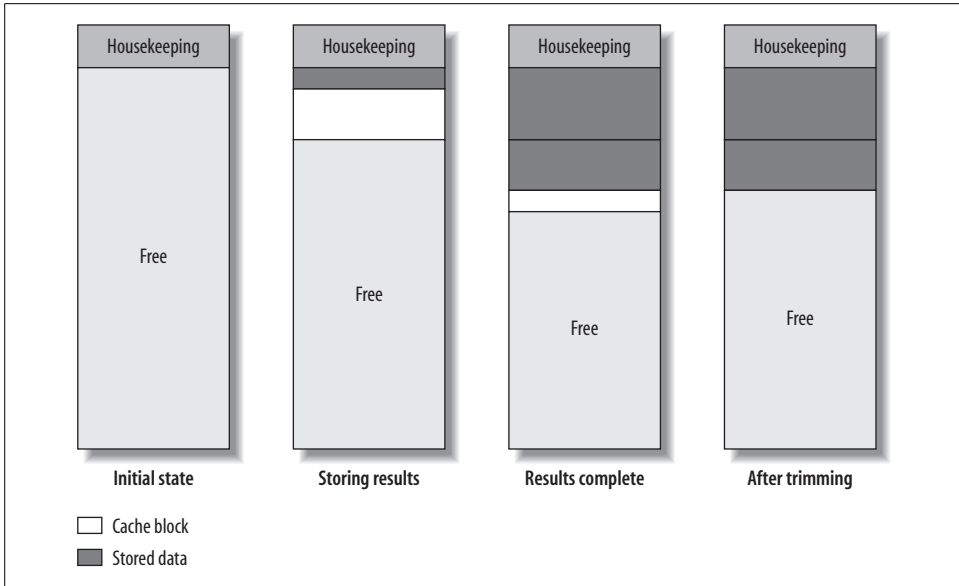 Housekeeping
Housekeeping
Housekeeping
Housekeeping
Free
Free
Free
Free
Initial state
Storing results
Results complete
After trimming
Cache block
Stored data